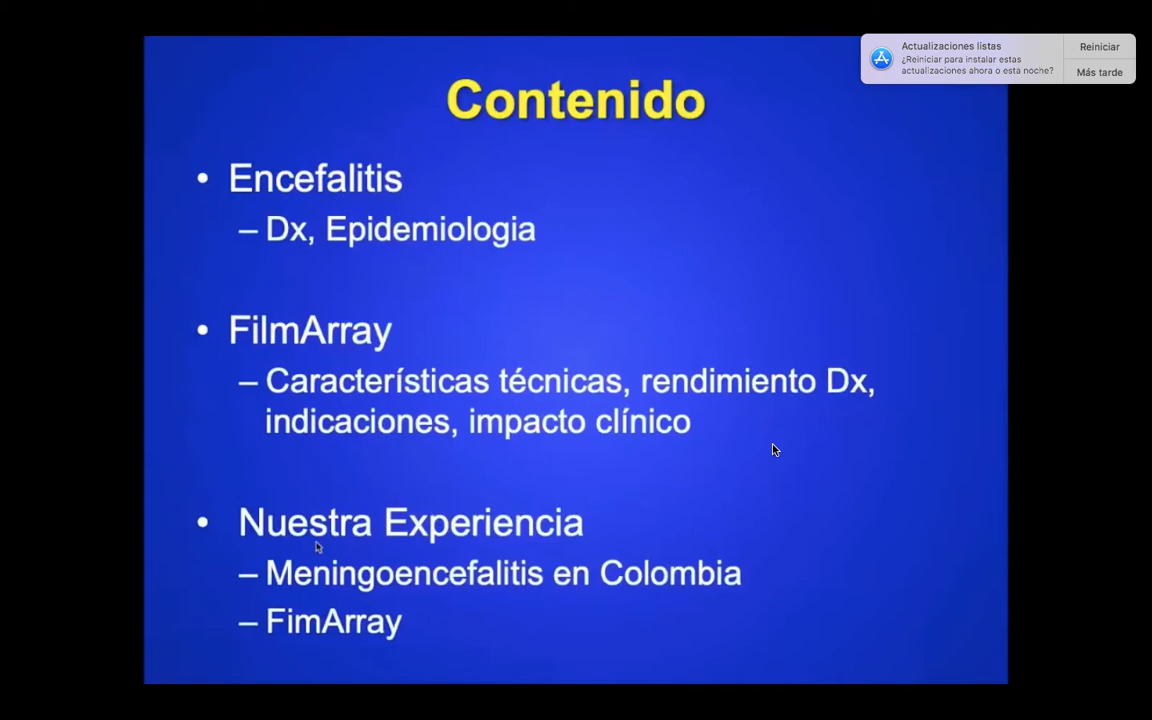 Actualizaciones listas
¿Reiniciar para instalar estas
actualizaciones ahora o esta noche?
Reiniciar
Más tarde
Contenido
• Encefalitis
– Dx, Epidemiologia
• FilmArray
– Características técnicas, rendimiento Dx,
indicaciones, impacto clínico
• Nuestra Experiencia
– Meningoencefalitis en Colombia
– FimArray